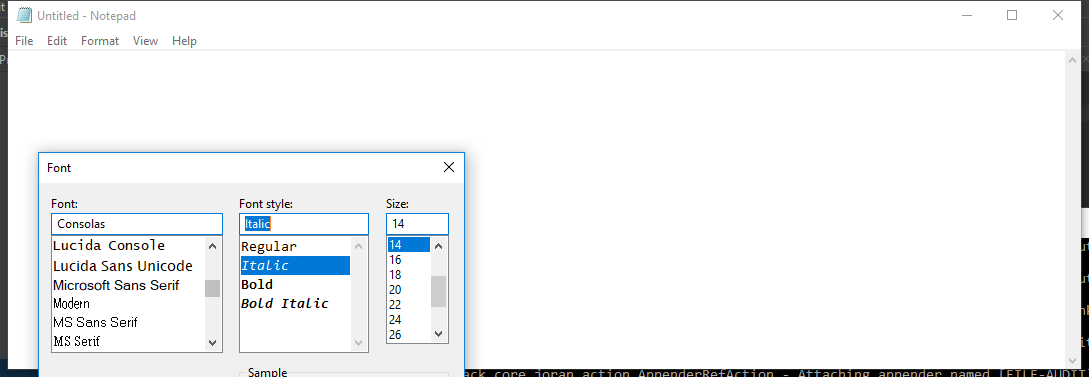 Untitled - Notepad
File Edit Format View Help
Font
Font: Font style: Size:
Consolas Italic 14
Lucida Console
Lucida Sans Unicode
Microsoft Sans Serif
Modern
MS Sans Serif
MS Serif
Regular
Italic
Bold
Bold Italic
14
16
18
20
22
24
26
Sample
ack.core.joran.action.AppenderRefAction - Attaching appender named [FILE-AUDIT